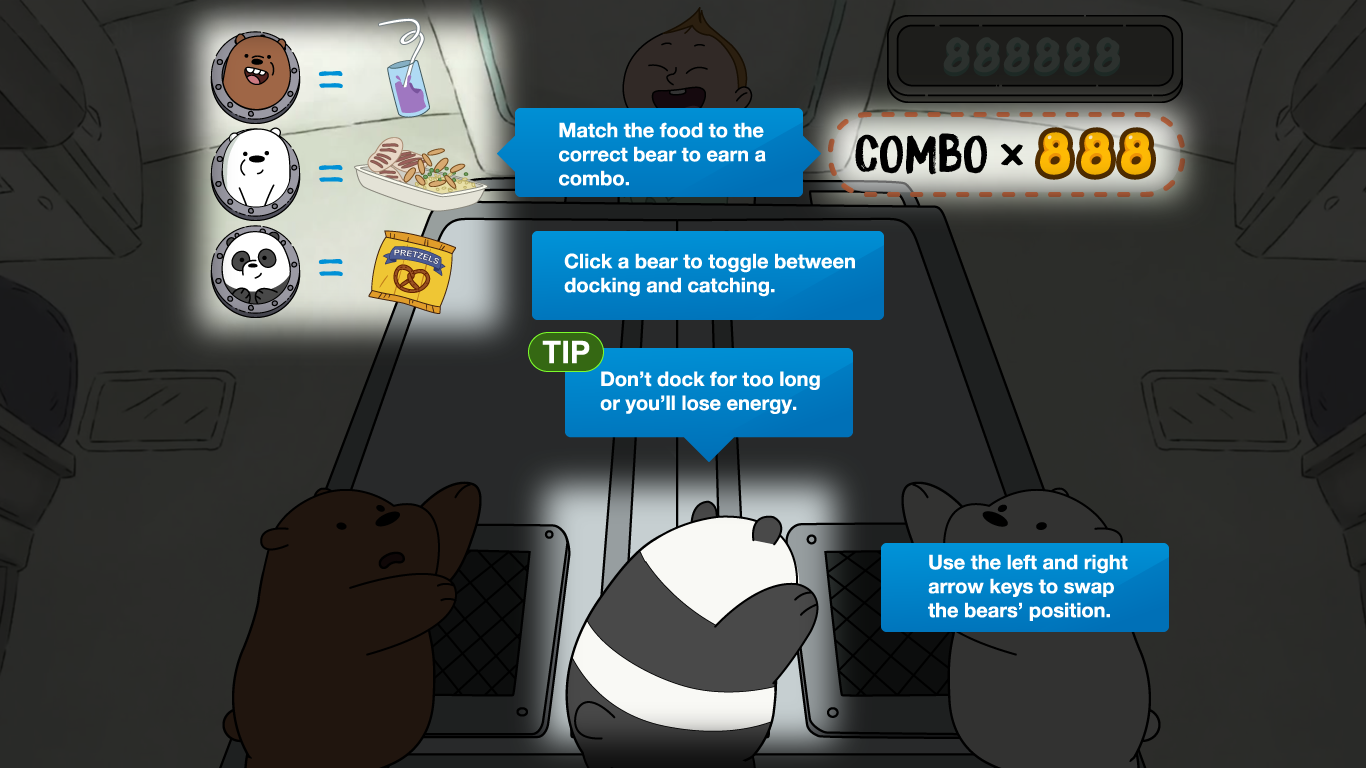 888888
=
Match the food to the
correct bear to earn a
combo.
COMBO × 888
=
=
PRETZELS
Click a bear to toggle between
docking and catching.
TIP
Don't dock for too long
or you'll lose energy.
Use the left and right
arrow keys to swap
the bears' position.